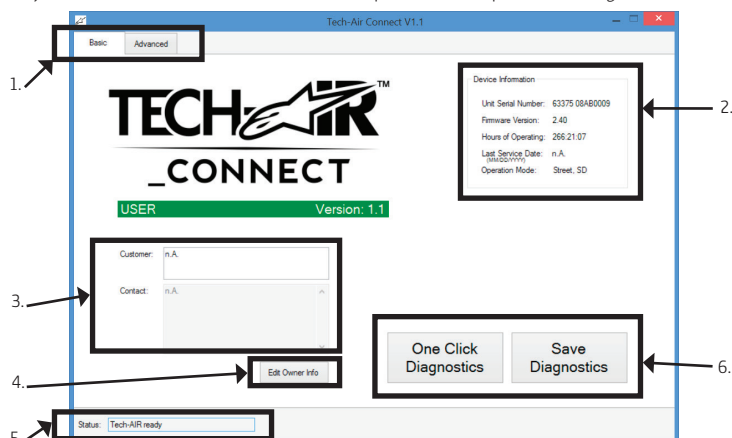 Tech-Air Connect V1.1
Basic Advanced
1.
TECH-AIR™
_CONNECT
USER Version: 1.1
Device Information
Unit Serial Number: 63375 08AB0009
Firmware Version: 2.40
Hours of Operating: 266:21:07
Last Service Date: n.A.
(MM/DD/YYYY)
Operation Mode: Street, SD
2.
Customer: n.A.
Contact: n.A.
3.
Edit Owner Info
4.
One Click
Diagnostics
Save
Diagnostics
6.
Status: Tech-AIR ready
5.